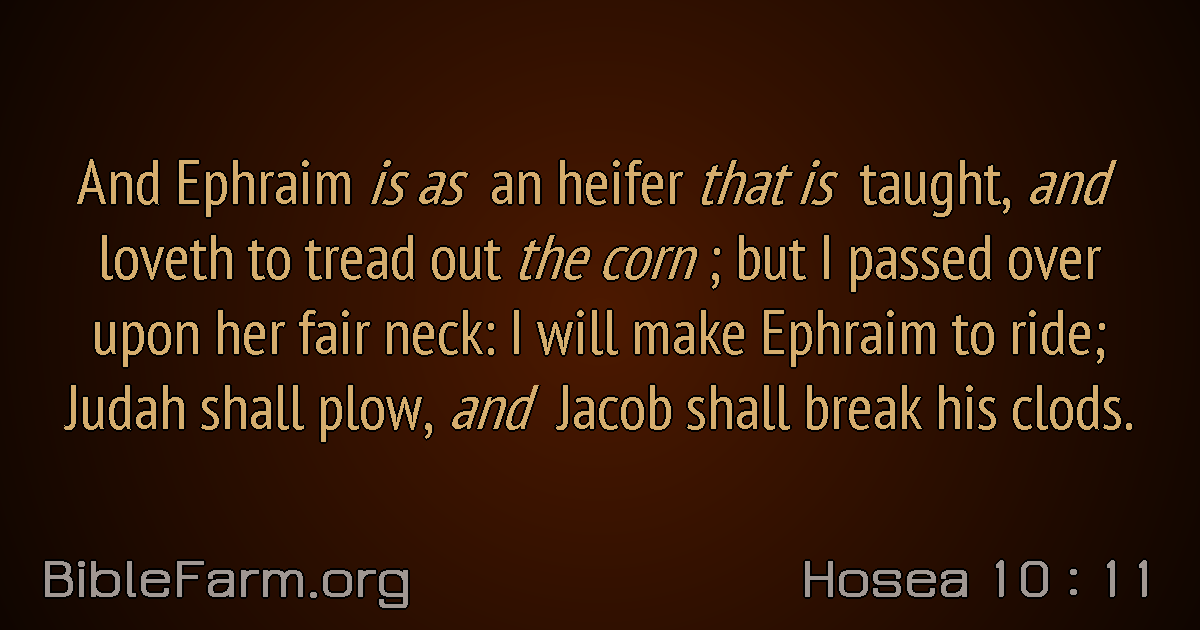 And Ephraim is as an heifer that is taught, and
loveth to tread out the corn ; but I passed over
upon her fair neck: I will make Ephraim to ride;
Judah shall plow, and Jacob shall break his clods.
BibleFarm.org
Hosea 10 : 11